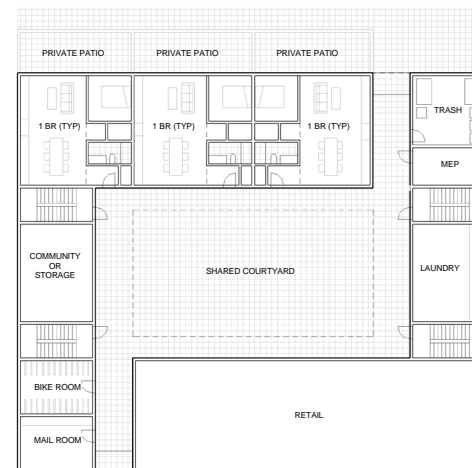 PRIVATE PATIO
PRIVATE PATIO
PRIVATE PATIO
1 BR (TYP)
1 BR (TYP)
1 BR (TYP)
TRASH
MEP
COMMUNITY
OR
STORAGE
SHARED COURTYARD
LAUNDRY
BIKE ROOM
RETAIL
MAIL ROOM